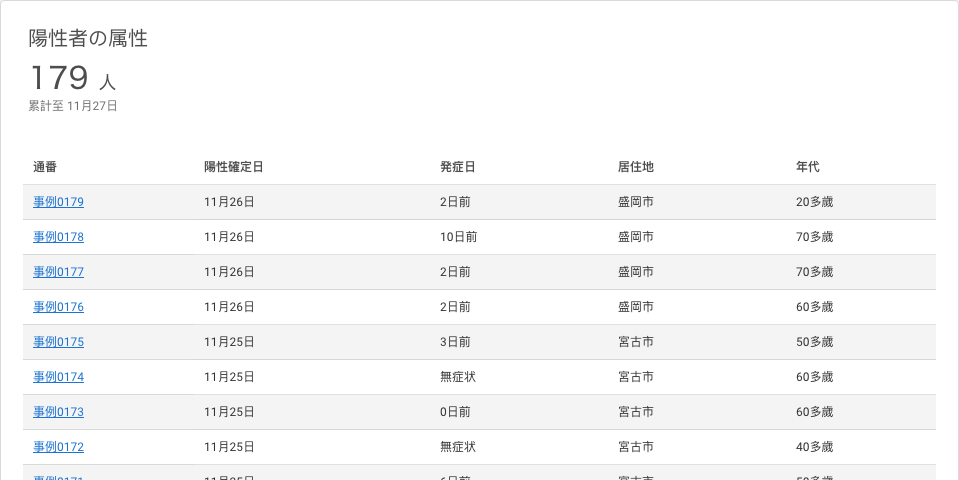 陽性者の属性
179 人
累計至 11月27日
通番 陽性確定日 発症日 居住地 年代
事例0179 11月26日 2日前 盛岡市 20多歳
事例0178 11月26日 10日前 盛岡市 70多歳
事例0177 11月26日 2日前 盛岡市 70多歳
事例0176 11月26日 2日前 盛岡市 60多歳
事例0175 11月25日 3日前 宮古市 50多歳
事例0174 11月25日 無症状 宮古市 60多歳
事例0173 11月25日 0日前 宮古市 60多歳
事例0172 11月25日 無症状 宮古市 40多歳